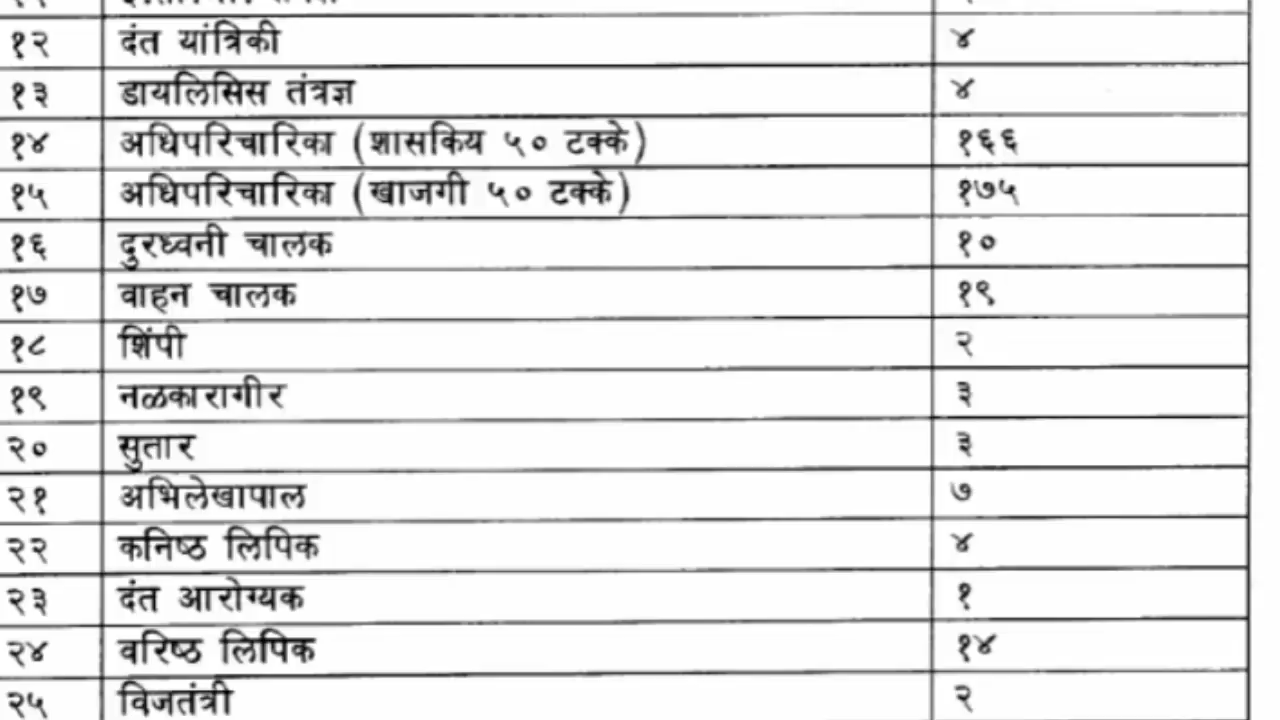 १२ दंत यांत्रिकी ४
१३ डायलिसिस तंत्रज्ञ ४
१४ अधिपरिचारिका (शासकिय ५० टक्के) १६६
१५ अधिपरिचारिका (खाजगी ५० टक्के) १७५
१६ दुरध्वनी चालक १०
१७ वाहन चालक १९
१८ शिंपी २
१९ नळकारागीर ३
२० सुतार ३
२१ अभिलेखापाल ७
२२ कनिष्ठ लिपिक ४
२३ दंत आरोग्यक १
२४ वरिष्ठ लिपिक १४
२५ विजतंत्री २